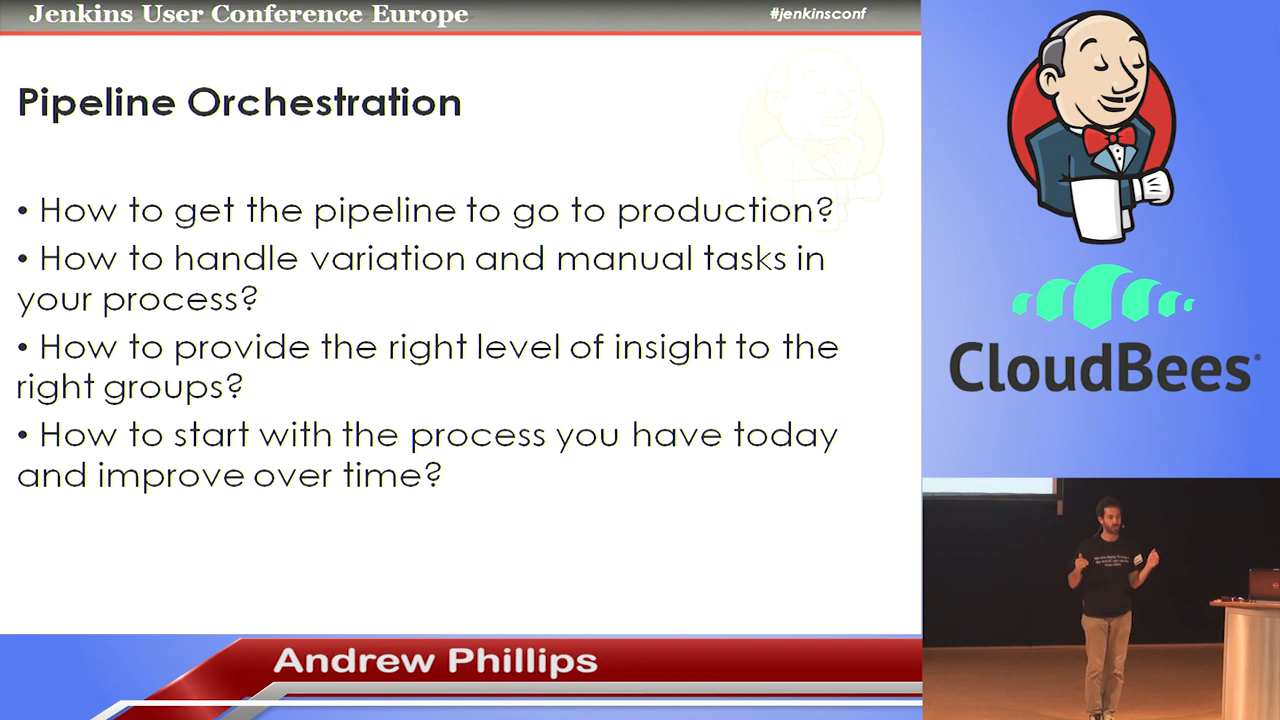 Jenkins User Conference Europe
#jenkinsconf
Pipeline Orchestration
• How to get the pipeline to go to production?
• How to handle variation and manual tasks in
your process?
• How to provide the right level of insight to the
right groups?
• How to start with the process you have today
and improve over time?
CloudBees
Andrew Phillips